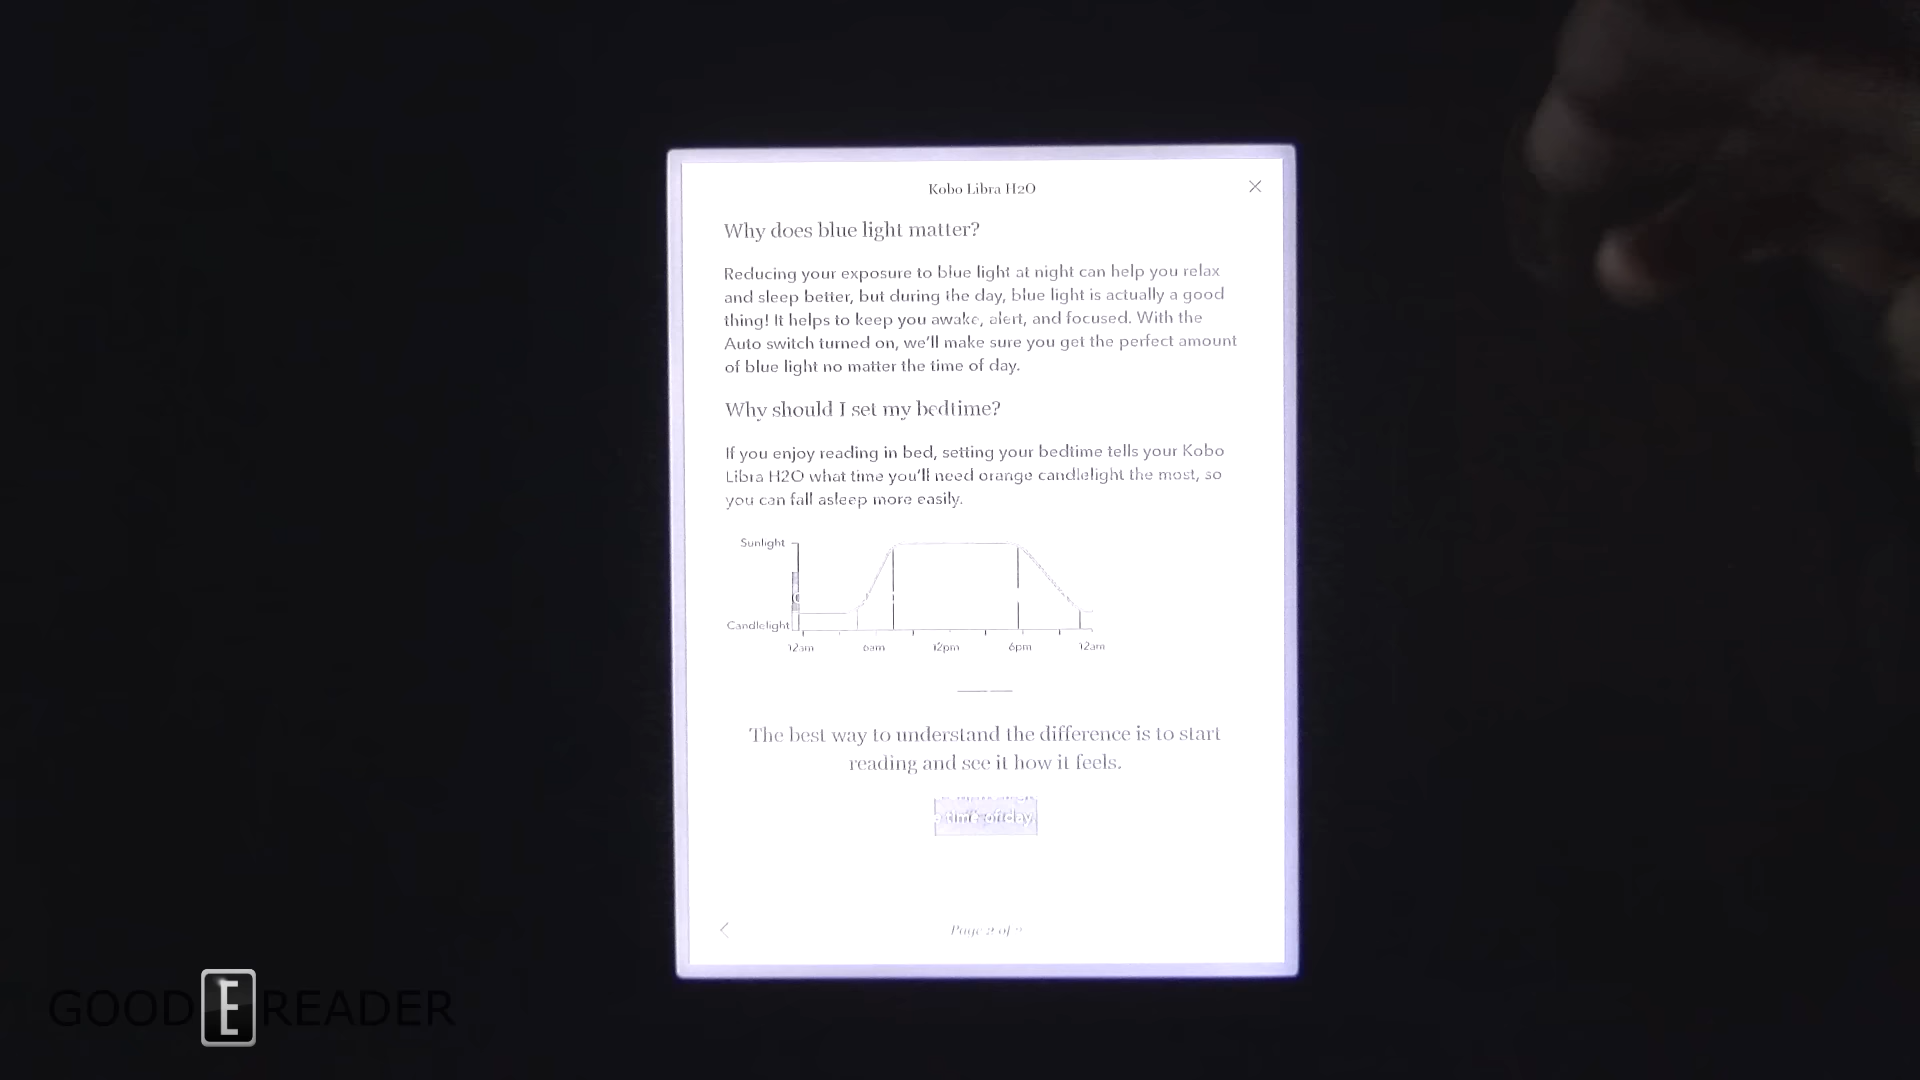 Kobo Libra H2O
Why does blue light matter?
Reducing your exposure to blue light at night can help you relax
and sleep better, but during the day, blue light is actually a good
thing! It helps to keep you awake, alert, and focused. With the
Auto switch turned on, we'll make sure you get the perfect amount
of blue light no matter the time of day.
Why should I set my bedtime?
If you enjoy reading in bed, setting your bedtime tells your Kobo
Libra H2O what time you'll need orange candlelight the most, so
you can fall asleep more easily.
Sunlight
Candlelight
12am 6am 12pm 6pm 12am
The best way to understand the difference is to start
reading and see it how it feels.
time of day.
Page 2 of
GOOD E READER